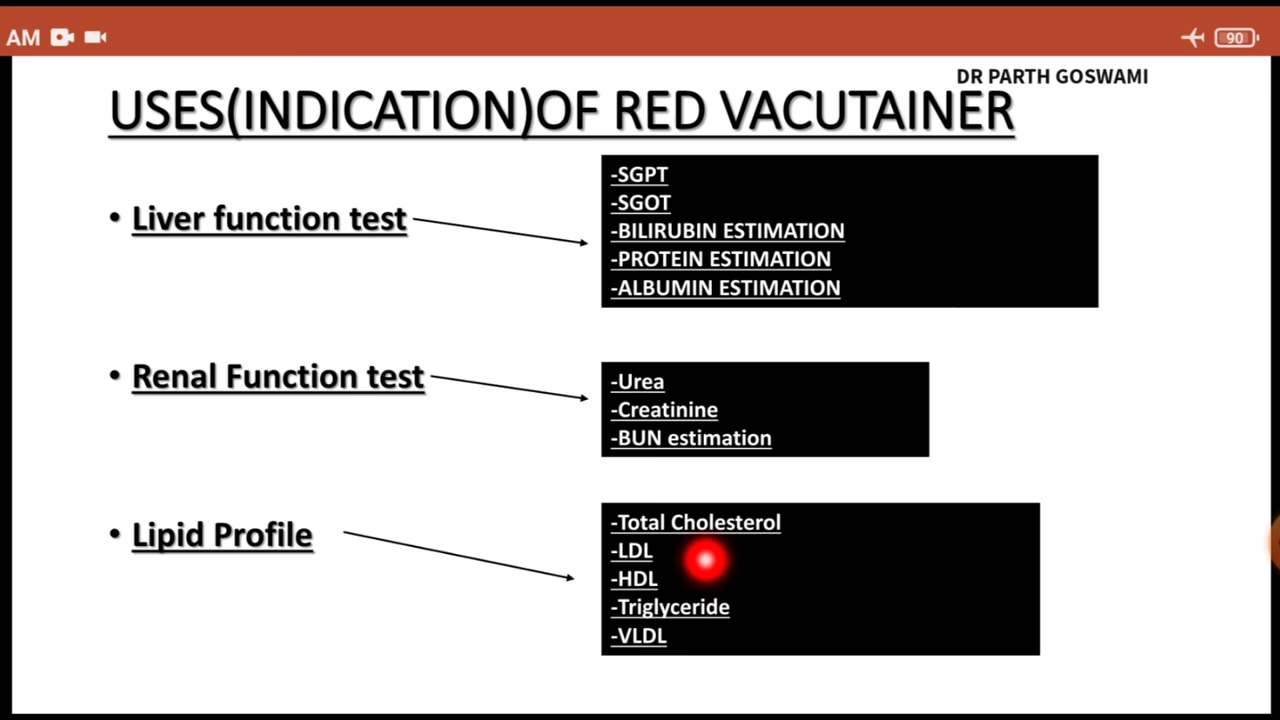 AM
90
DR PARTH GOSWAMI
USES(INDICATION)OF RED VACUTAINER
• Liver function test
-SGPT
-SGOT
-BILIRUBIN ESTIMATION
-PROTEIN ESTIMATION
-ALBUMIN ESTIMATION
• Renal Function test
-Urea
-Creatinine
-BUN estimation
• Lipid Profile
-Total Cholesterol
-LDL
-HDL
-Triglyceride
-VLDL